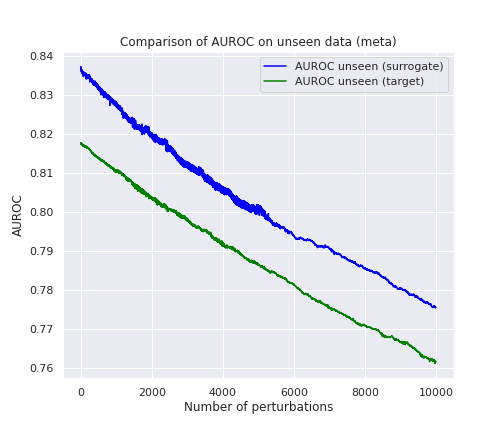 Comparison of AUROC on unseen data (meta)
AUROC unseen (surrogate)
AUROC unseen (target)
AUROC
0.84
0.83
0.82
0.81
0.80
0.79
0.78
0.77
0.76
0 2000 4000 6000 8000 10000
Number of perturbations